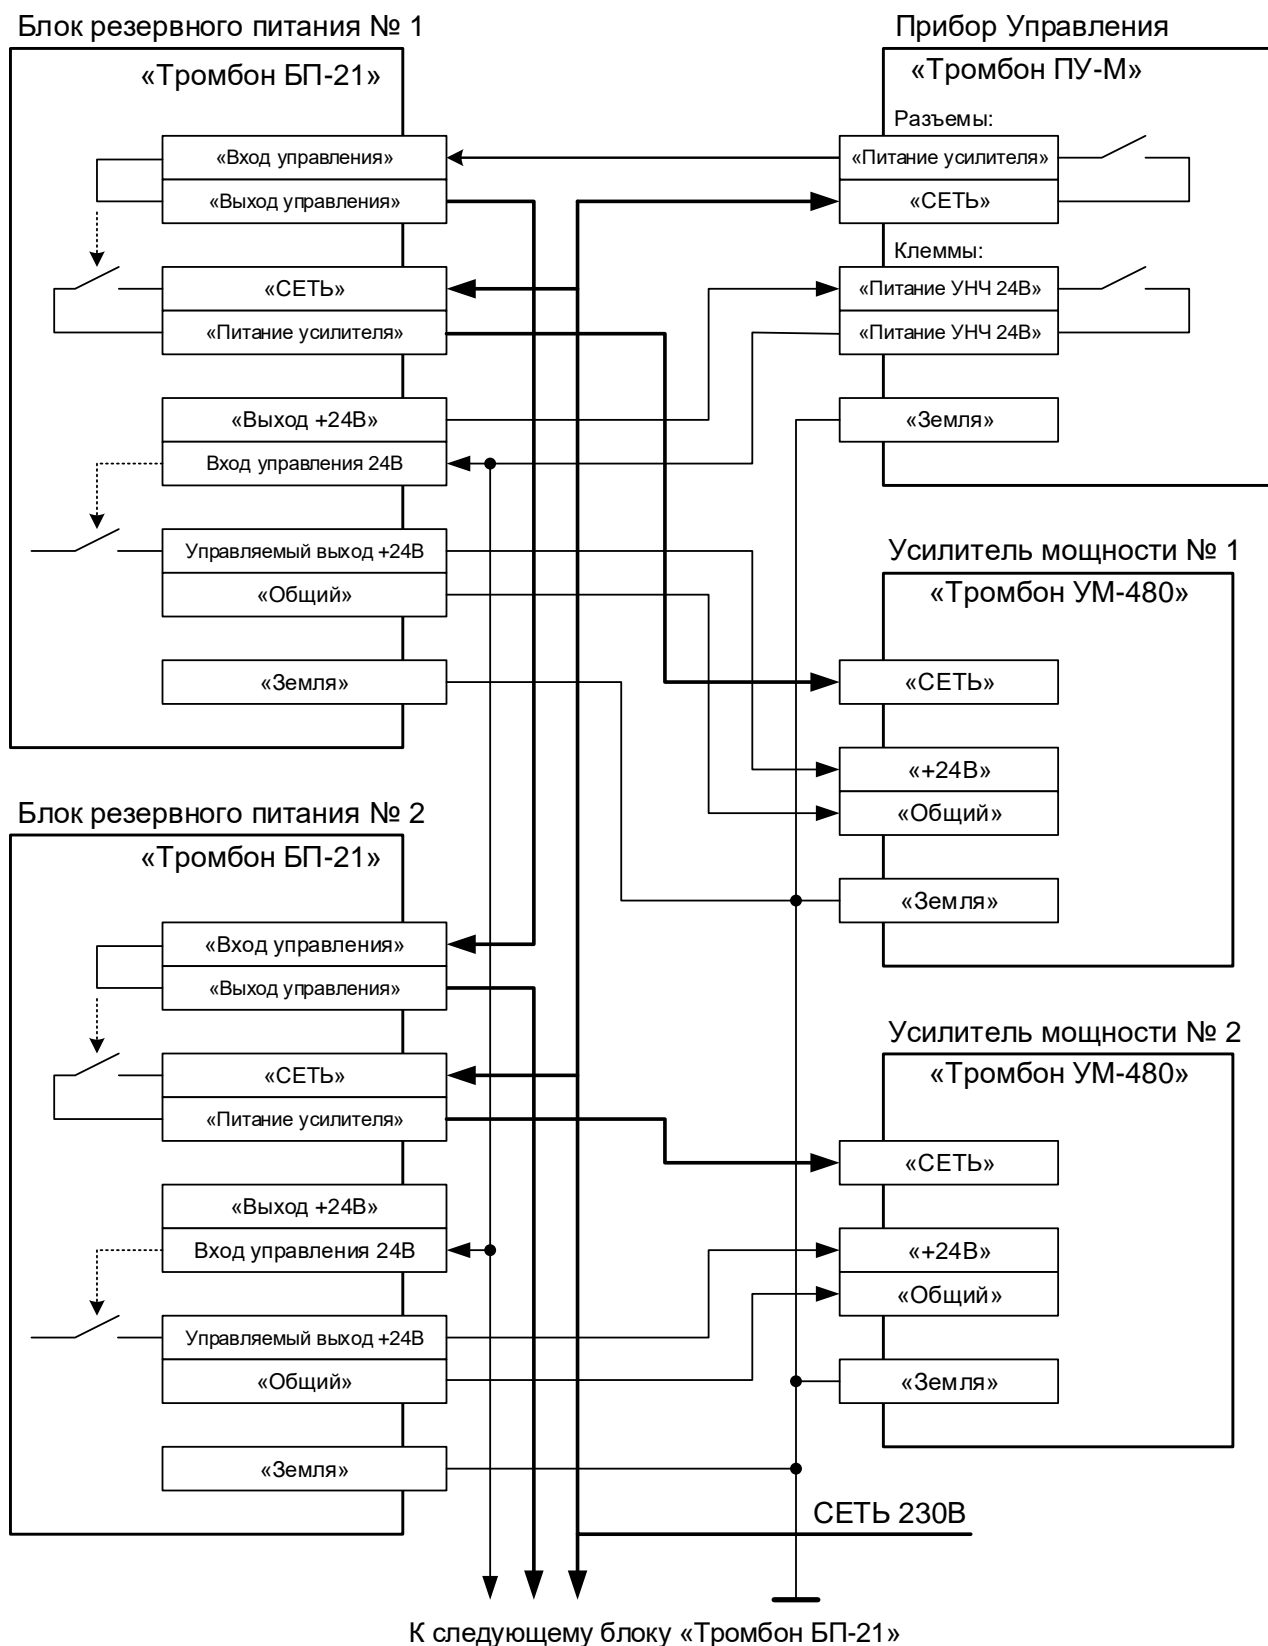 Блок резервного питания № 1
«Тромбон БП-21»
«Вход управления»
«Выход управления»
«СЕТЬ»
«Питание усилителя»
«Выход +24В»
Вход управления 24В
Управляемый выход +24В
«Общий»
«Земля»
Прибор Управления
«Тромбон ПУ-М»
Разъемы:
«Питание усилителя»
«СЕТЬ»
Клеммы:
«Питание УНЧ 24В»
«Питание УНЧ 24В»
«Земля»
Усилитель мощности № 1
«Тромбон УМ-480»
«СЕТЬ»
«+24В»
«Общий»
«Земля»
Блок резервного питания № 2
«Тромбон БП-21»
«Вход управления»
«Выход управления»
«СЕТЬ»
«Питание усилителя»
«Выход +24В»
Вход управления 24В
Управляемый выход +24В
«Общий»
«Земля»
Усилитель мощности № 2
«Тромбон УМ-480»
«СЕТЬ»
«+24В»
«Общий»
«Земля»
СЕТЬ 230В
К следующему блоку «Тромбон БП-21»